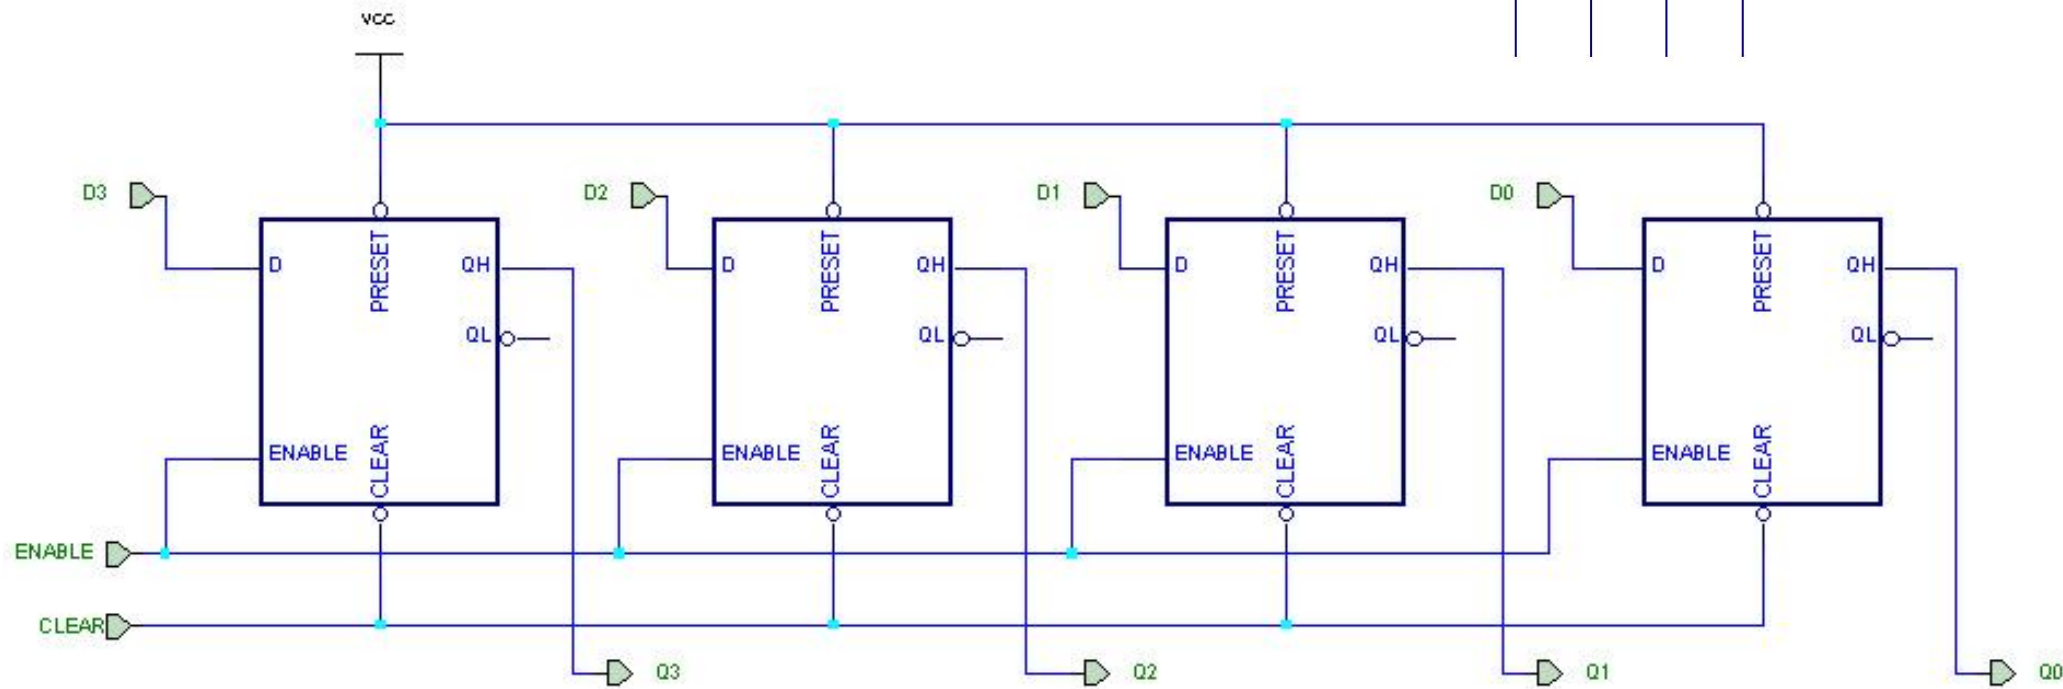 VCC
D3
D2
D1
D0
D PRESET QH
D PRESET QH
D PRESET QH
D PRESET QH
QL
QL
QL
QL
ENABLE CLEAR
ENABLE CLEAR
ENABLE CLEAR
ENABLE CLEAR
ENABLE
CLEAR
Q3
Q2
Q1
Q0